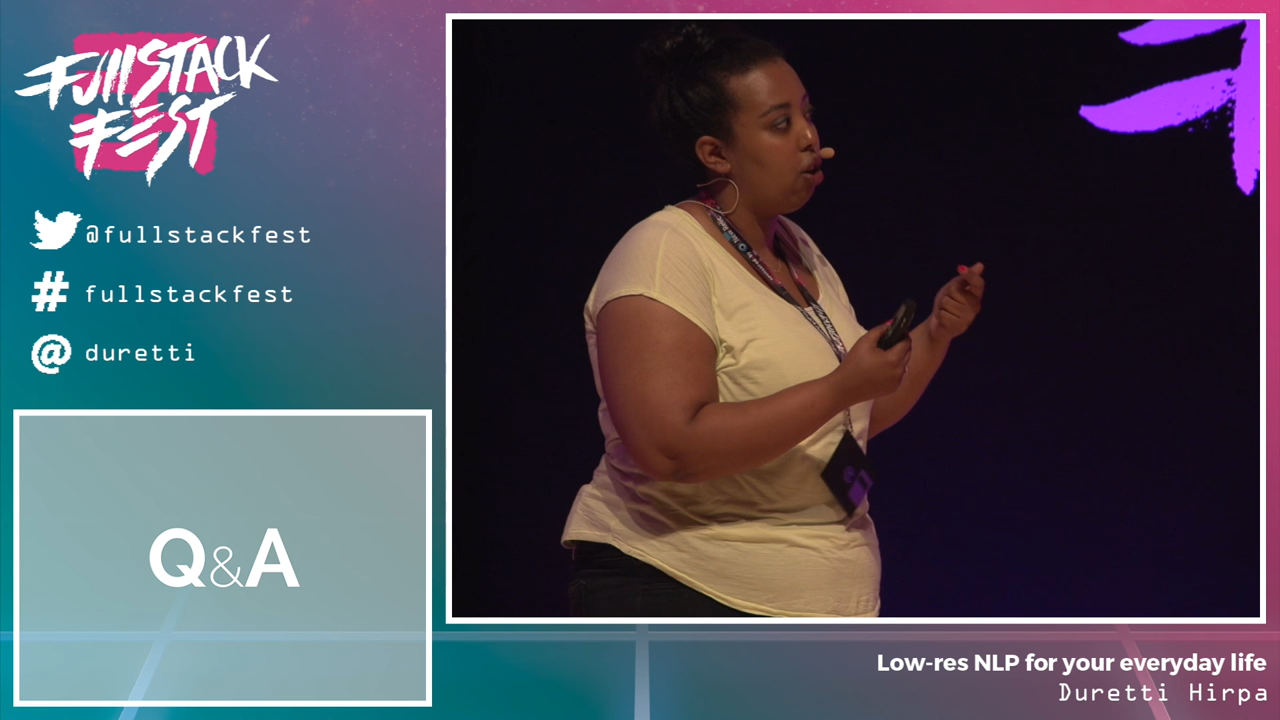 FullSTACK
FEST
@fullstackfest
# fullstackfest
@ duretti
Q&A
Low-res NLP for your everyday life
Duretti Hirpa